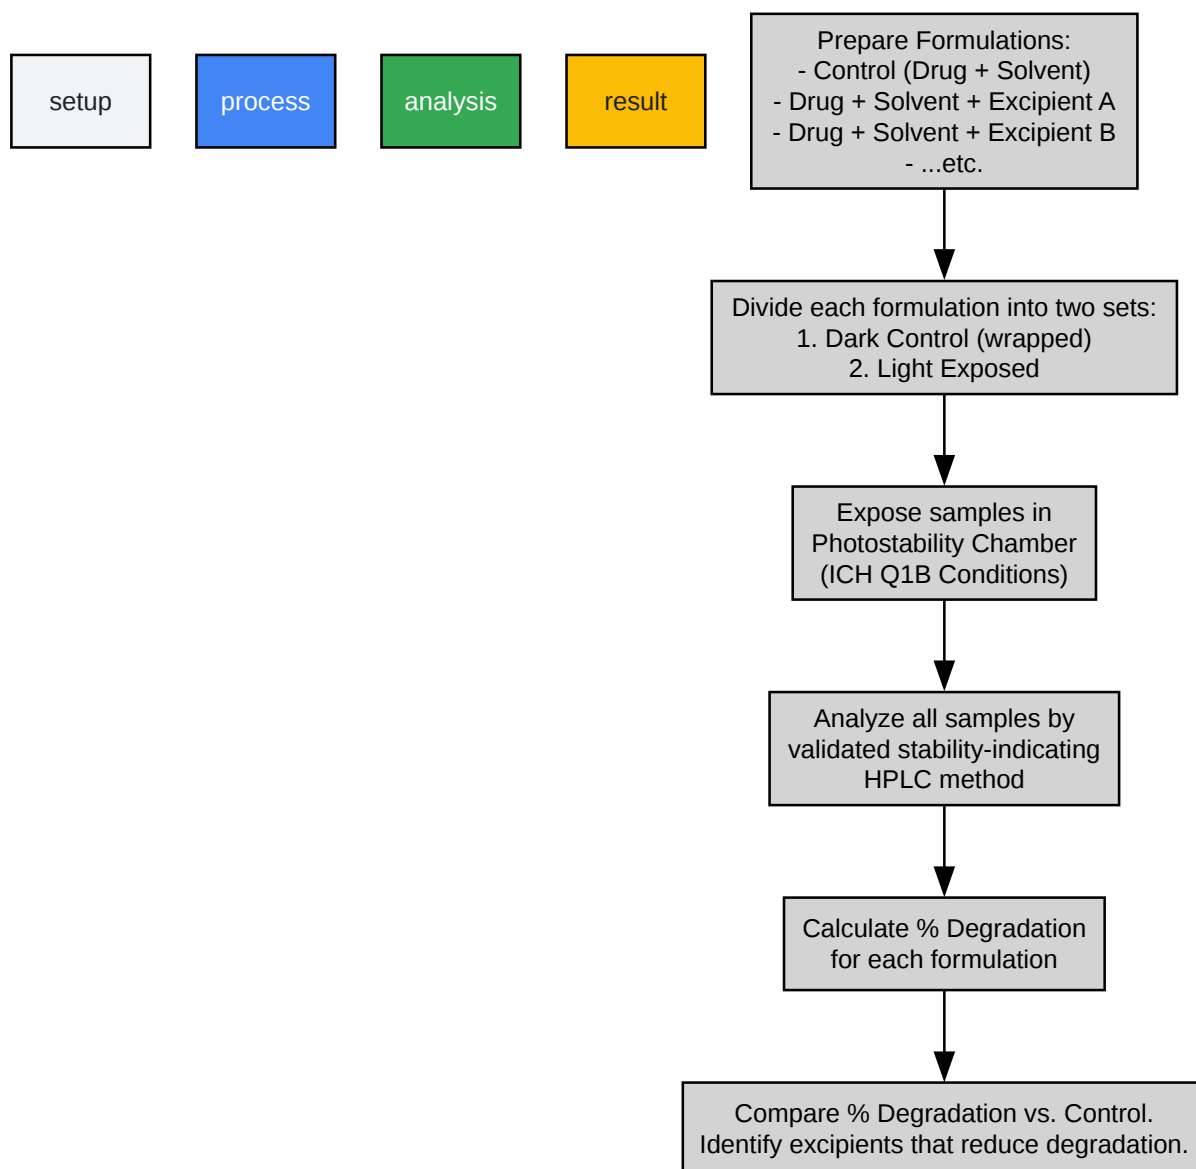 setup
process
analysis
result
Prepare Formulations:
- Control (Drug + Solvent)
- Drug + Solvent + Excipient A
- Drug + Solvent + Excipient B
- ...etc.
Divide each formulation into two sets:
1. Dark Control (wrapped)
2. Light Exposed
Expose samples in
Photostability Chamber
(ICH Q1B Conditions)
Analyze all samples by
validated stability-indicating
HPLC method
Calculate % Degradation
for each formulation
Compare % Degradation vs. Control.
Identify excipients that reduce degradation.